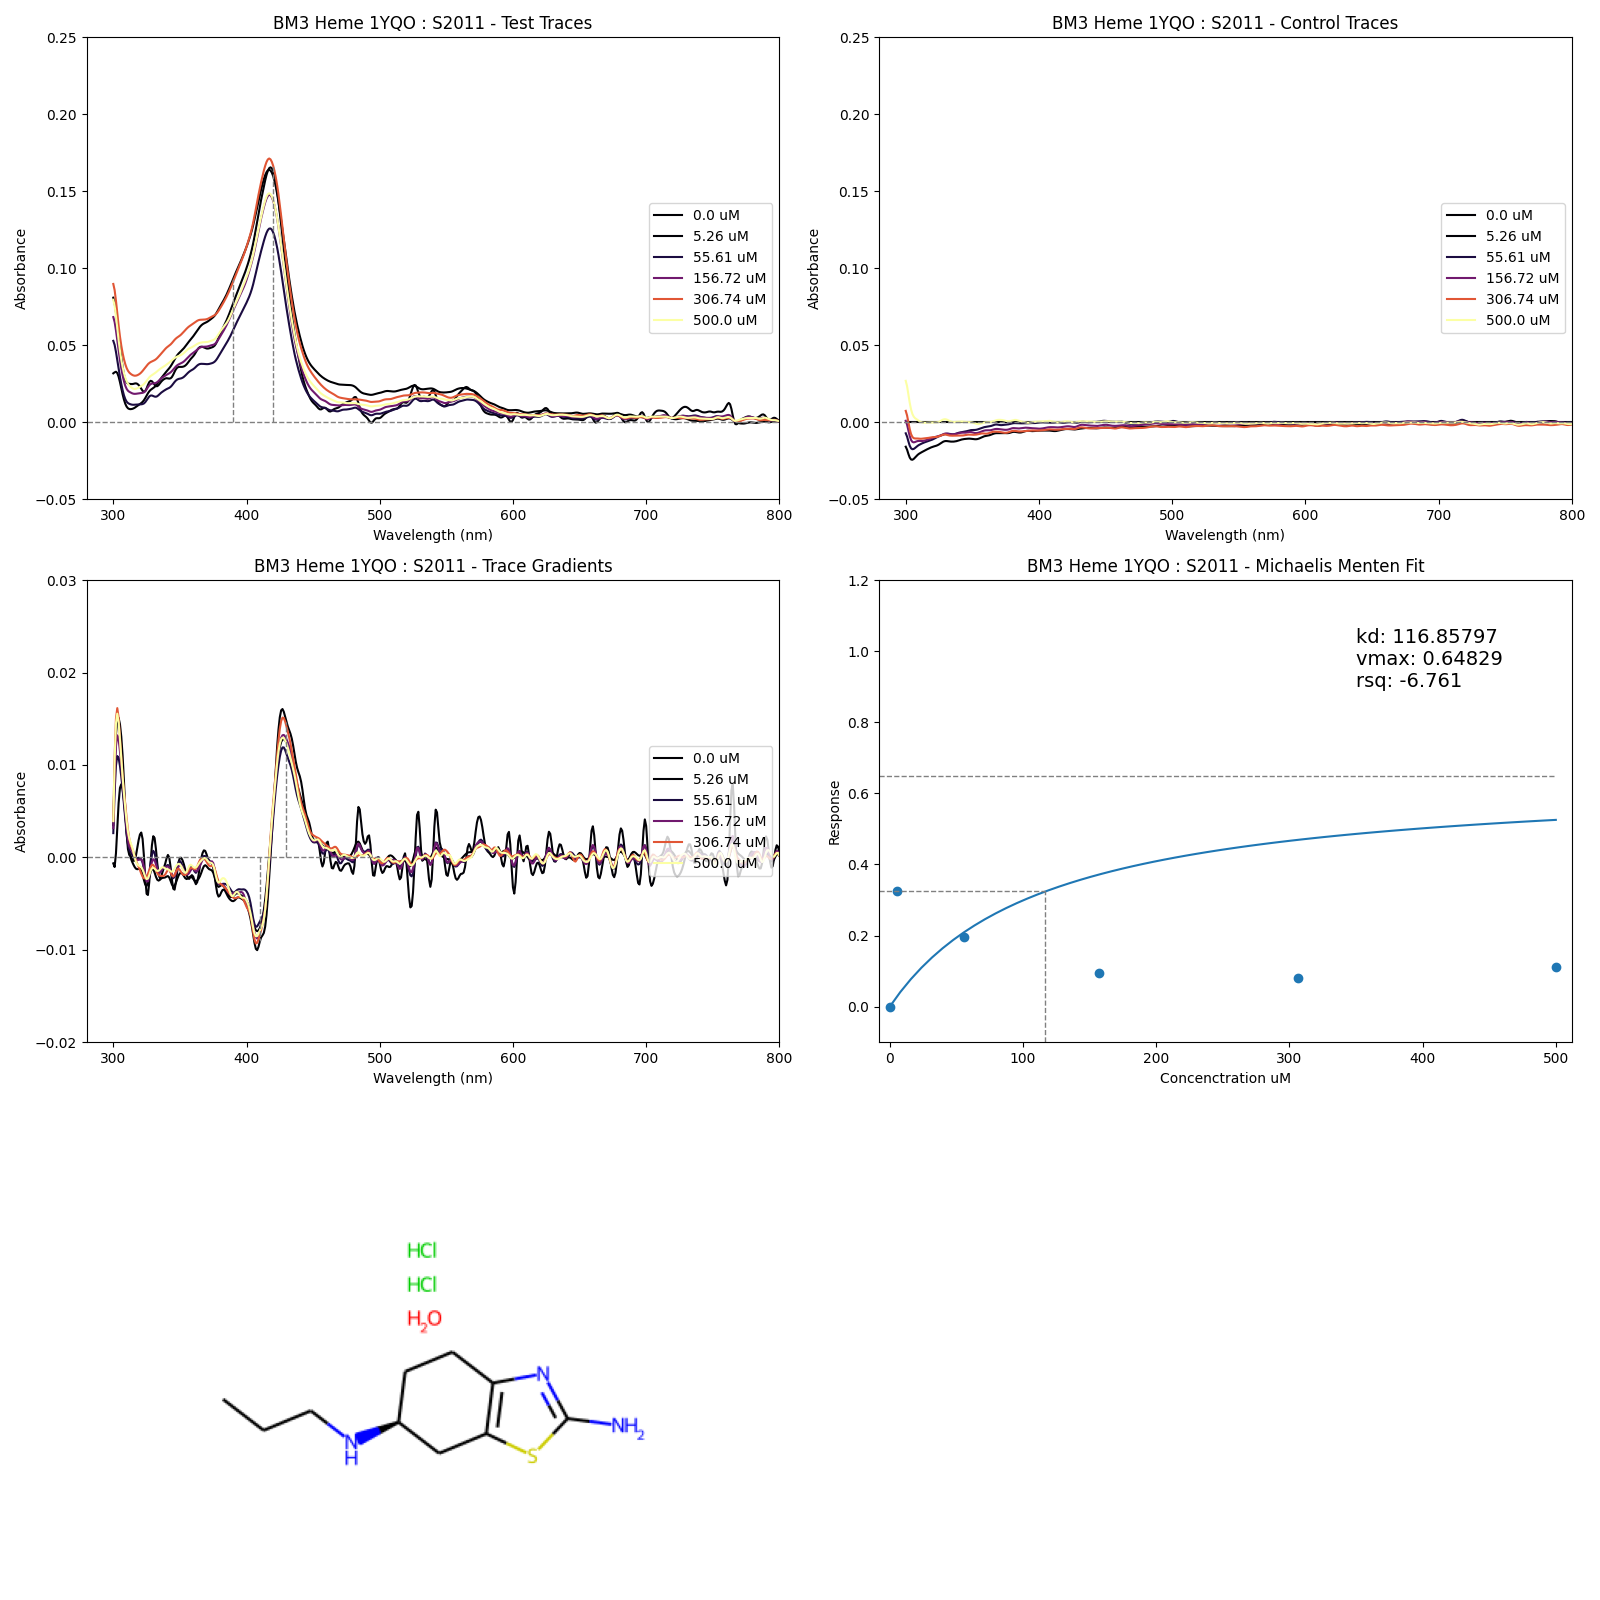 BM3 Heme 1YQO : S2011 - Test Traces
0.25
0.20
0.15
0.10
0.05
0.00
−0.05
Absorbance
300 400 500 600 700 800
Wavelength (nm)
0.0 uM
5.26 uM
55.61 uM
156.72 uM
306.74 uM
500.0 uM
BM3 Heme 1YQO : S2011 - Control Traces
0.25
0.20
0.15
0.10
0.05
0.00
−0.05
Absorbance
300 400 500 600 700 800
Wavelength (nm)
0.0 uM
5.26 uM
55.61 uM
156.72 uM
306.74 uM
500.0 uM
BM3 Heme 1YQO : S2011 - Trace Gradients
0.03
0.02
0.01
0.00
−0.01
−0.02
Absorbance
300 400 500 600 700 800
Wavelength (nm)
0.0 uM
5.26 uM
55.61 uM
156.72 uM
306.74 uM
500.0 uM
BM3 Heme 1YQO : S2011 - Michaelis Menten Fit
1.2
1.0
0.8
0.6
0.4
0.2
0.0
Response
0 100 200 300 400 500
Concenctration uM
kd: 116.85797
vmax: 0.64829
rsq: -6.761
HCl
HCl
H2O
N
NH2
S
N
H